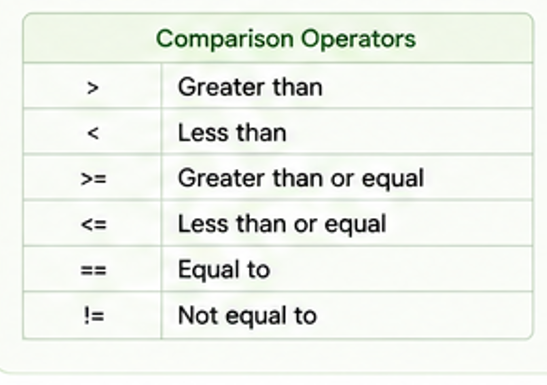 Comparison Operators
> Greater than
< Less than
>= Greater than or equal
<= Less than or equal
== Equal to
!= Not equal to